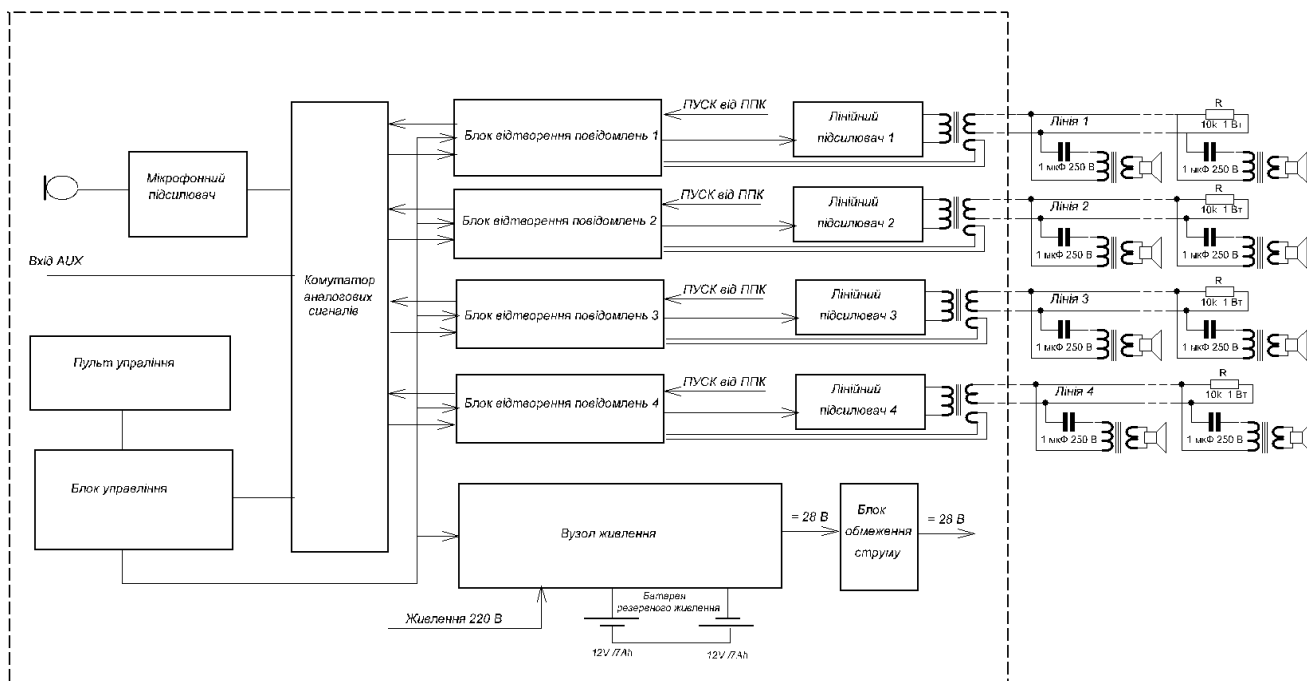 Мікрофонний
підсилювач
Вхід AUX
Пульт упраління
Блок управління
Комутатор
аналогових
сигналів
Блок відтворення повідомлень 1
ПУСК від ППК
Лінійний
підсилювач 1
Лінія 1
R
10k 1 Вт
1 мкФ 250 В
1 мкФ 250 В
Блок відтворення повідомлень 2
ПУСК від ППК
Лінійний
підсилювач 2
Лінія 2
R
10k 1 Вт
1 мкФ 250 В
1 мкФ 250 В
Блок відтворення повідомлень 3
ПУСК від ППК
Лінійний
підсилювач 3
Лінія 3
R
10k 1 Вт
1 мкФ 250 В
1 мкФ 250 В
Блок відтворення повідомлень 4
ПУСК від ППК
Лінійний
підсилювач 4
Лінія 4
R
10k 1 Вт
1 мкФ 250 В
1 мкФ 250 В
Вузол живлення
= 28 В
Блок
обмеження
струму
= 28 В
Живлення 220 В
Батарея
резервного живлення
12V /7Ah
12V /7Ah